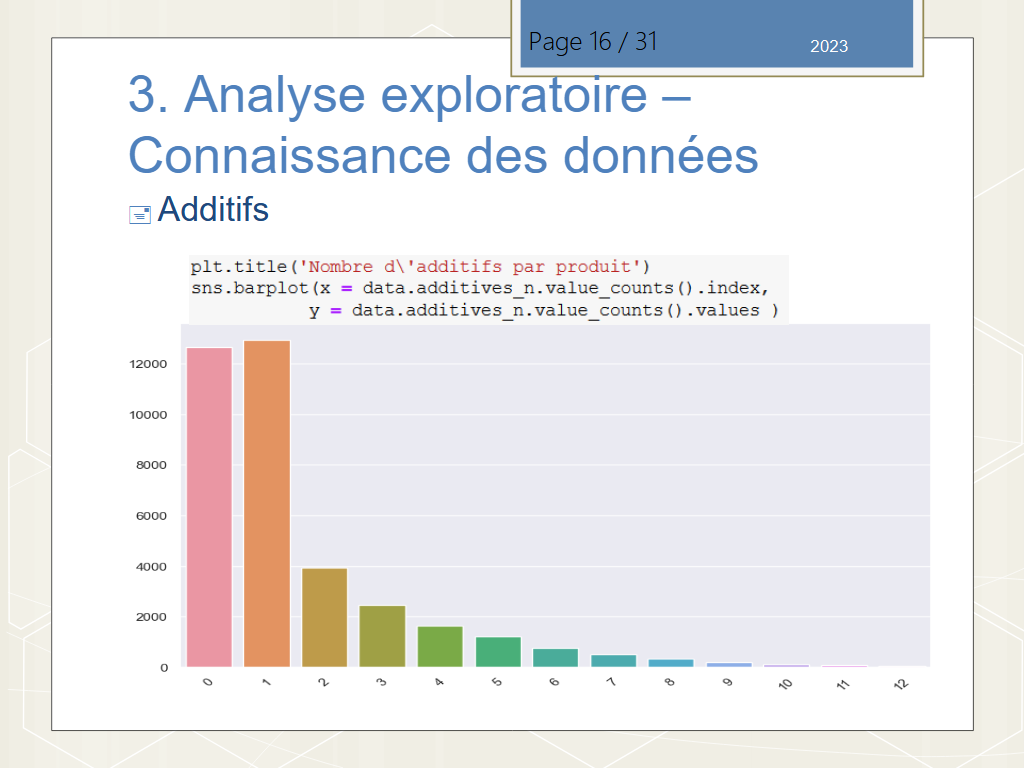 Page 16 / 31
2023
3. Analyse exploratoire –
Connaissance des données
Additifs
plt.title('Nombre d\'additifs par produit')
sns.barplot(x = data.additives_n.value_counts().index,
y = data.additives_n.value_counts().values )
12000
10000
8000
6000
4000
2000
0
0 1 2 3 4 5 6 7 8 9 10 11 12